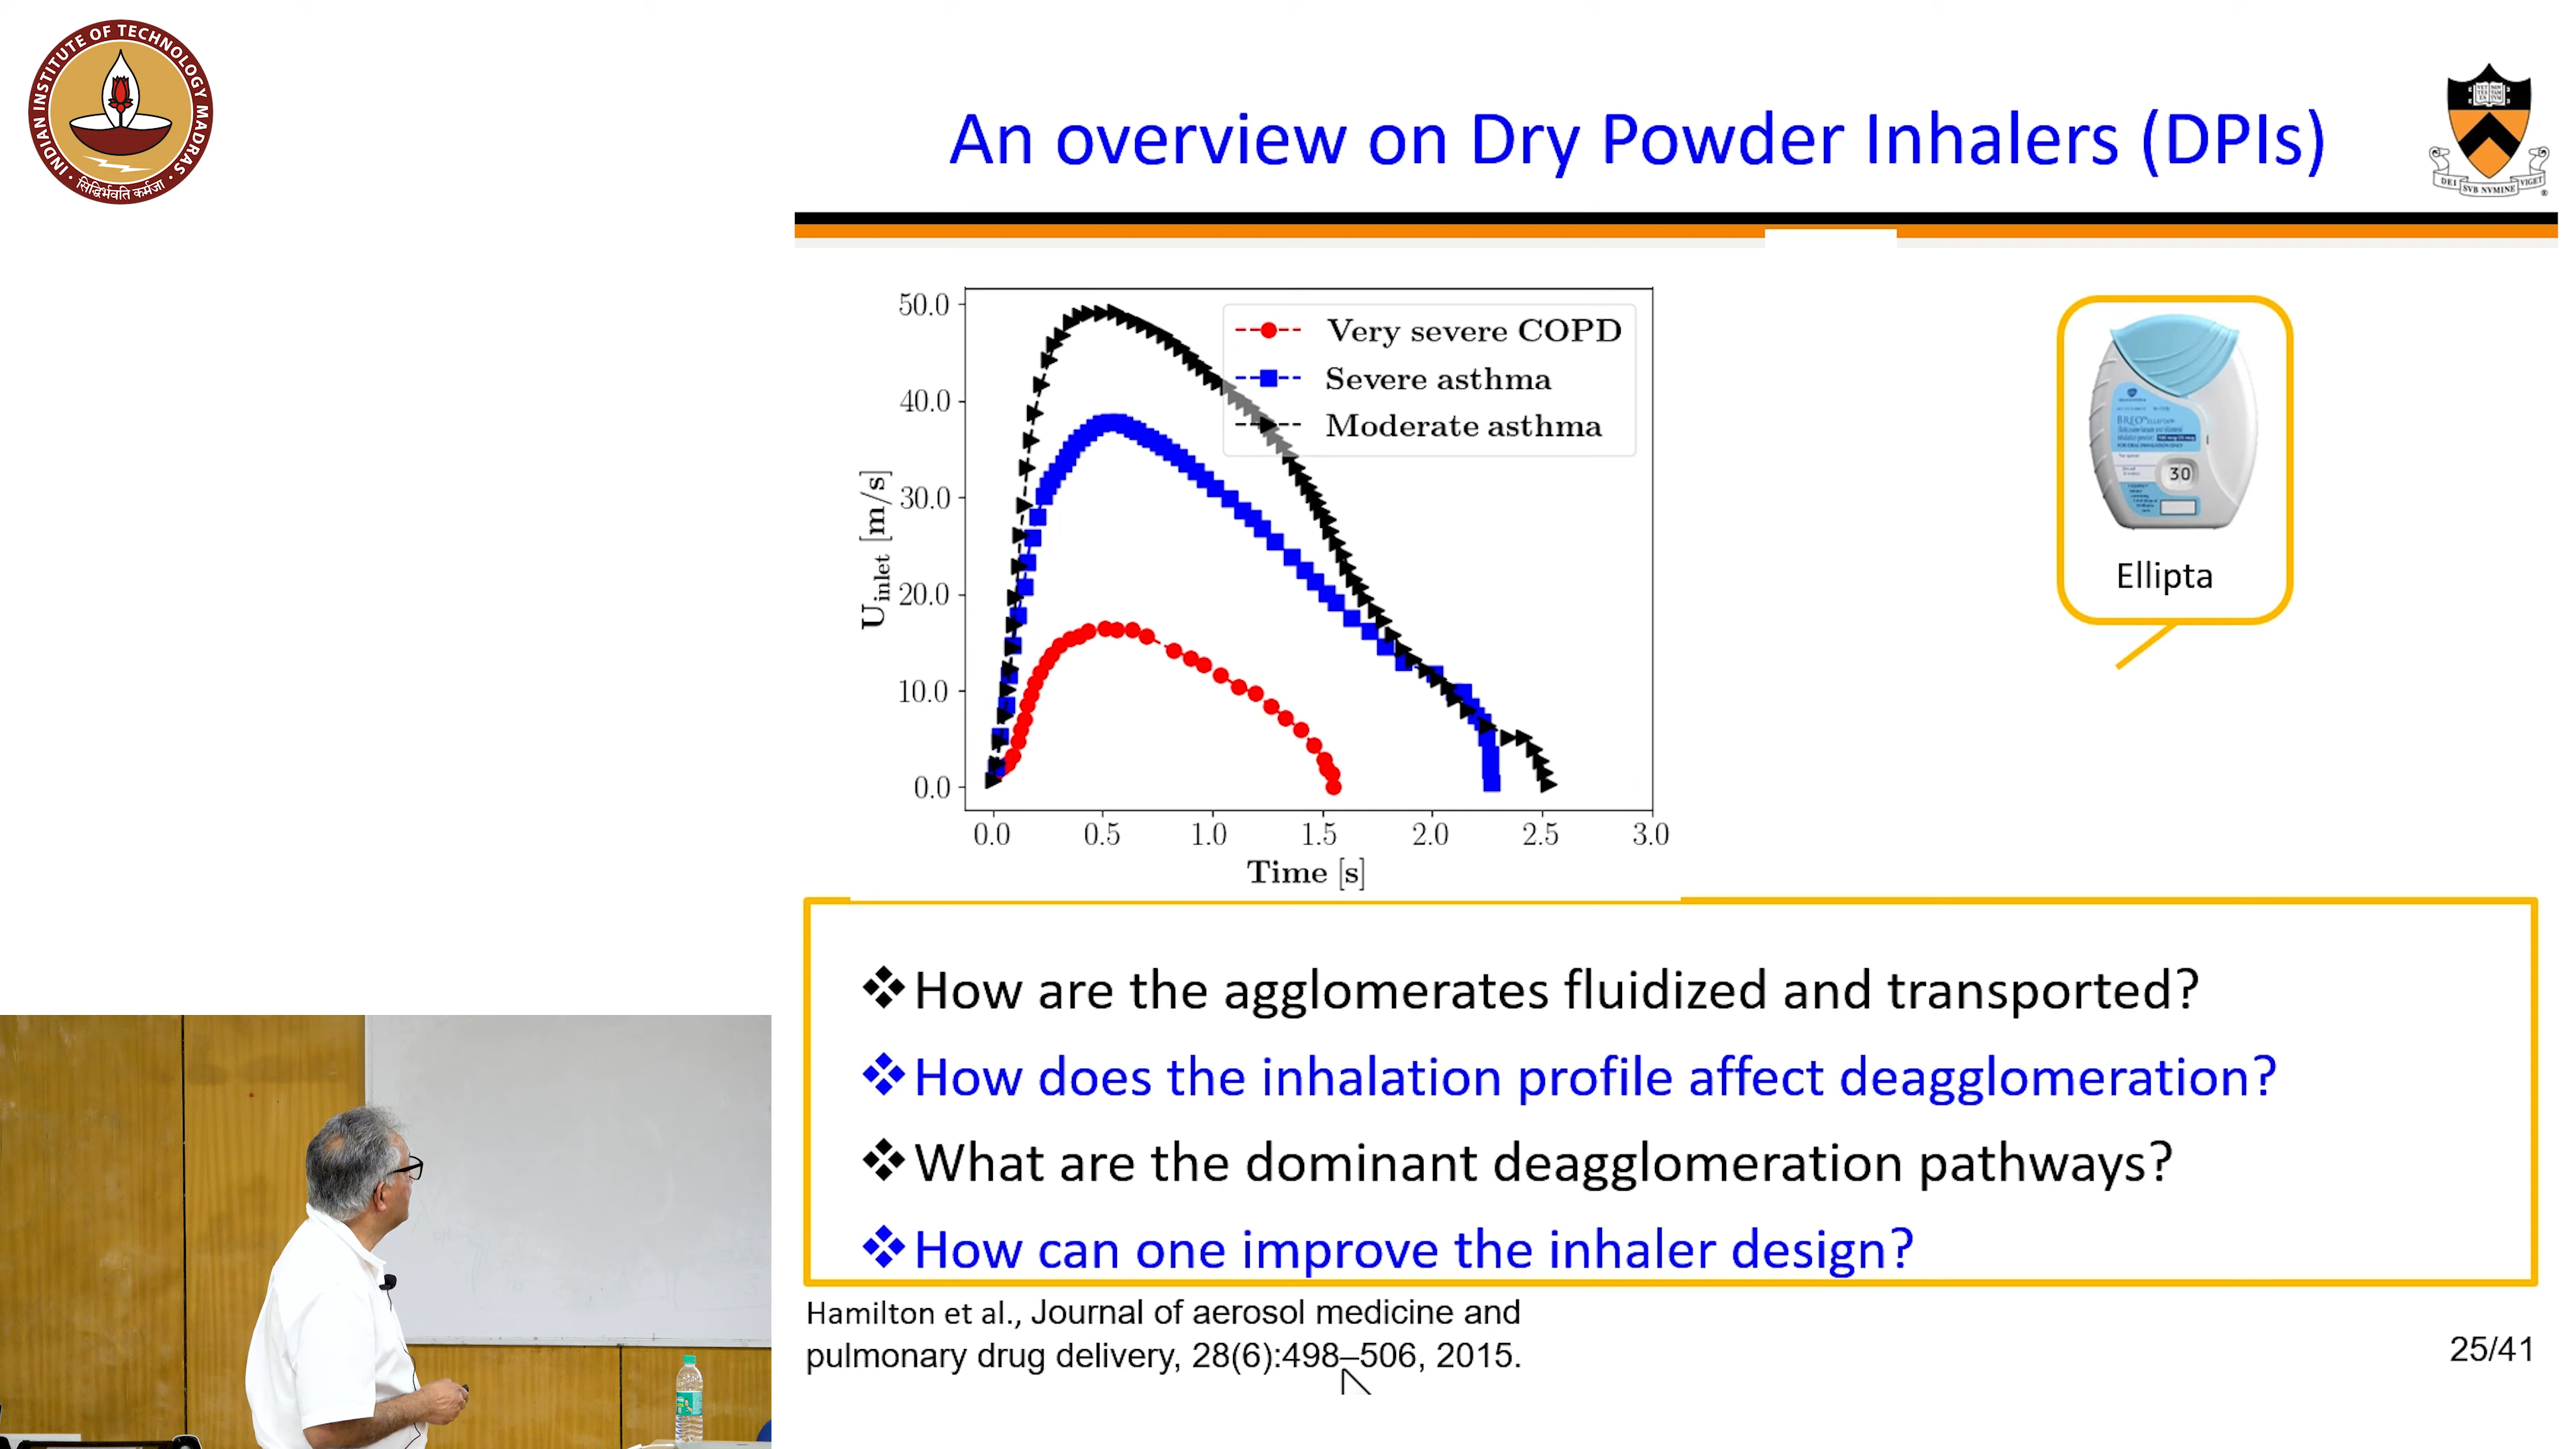 INDIAN INSTITUTE OF TECHNOLOGY MADRAS
सिद्धिर्भवति कर्मजा
An overview on Dry Powder Inhalers (DPIs)
DEI SVB NVMINE VIGET
50.0
40.0
30.0
20.0
10.0
0.0
U_inlet [m/s]
Very severe COPD
Severe asthma
Moderate asthma
0.0 0.5 1.0 1.5 2.0 2.5 3.0
Time [s]
BREO ELLIPTA
30
Ellipta
❖How are the agglomerates fluidized and transported?
❖How does the inhalation profile affect deagglomeration?
❖What are the dominant deagglomeration pathways?
❖How can one improve the inhaler design?
Hamilton et al., Journal of aerosol medicine and
pulmonary drug delivery, 28(6):498–506, 2015.
25/41